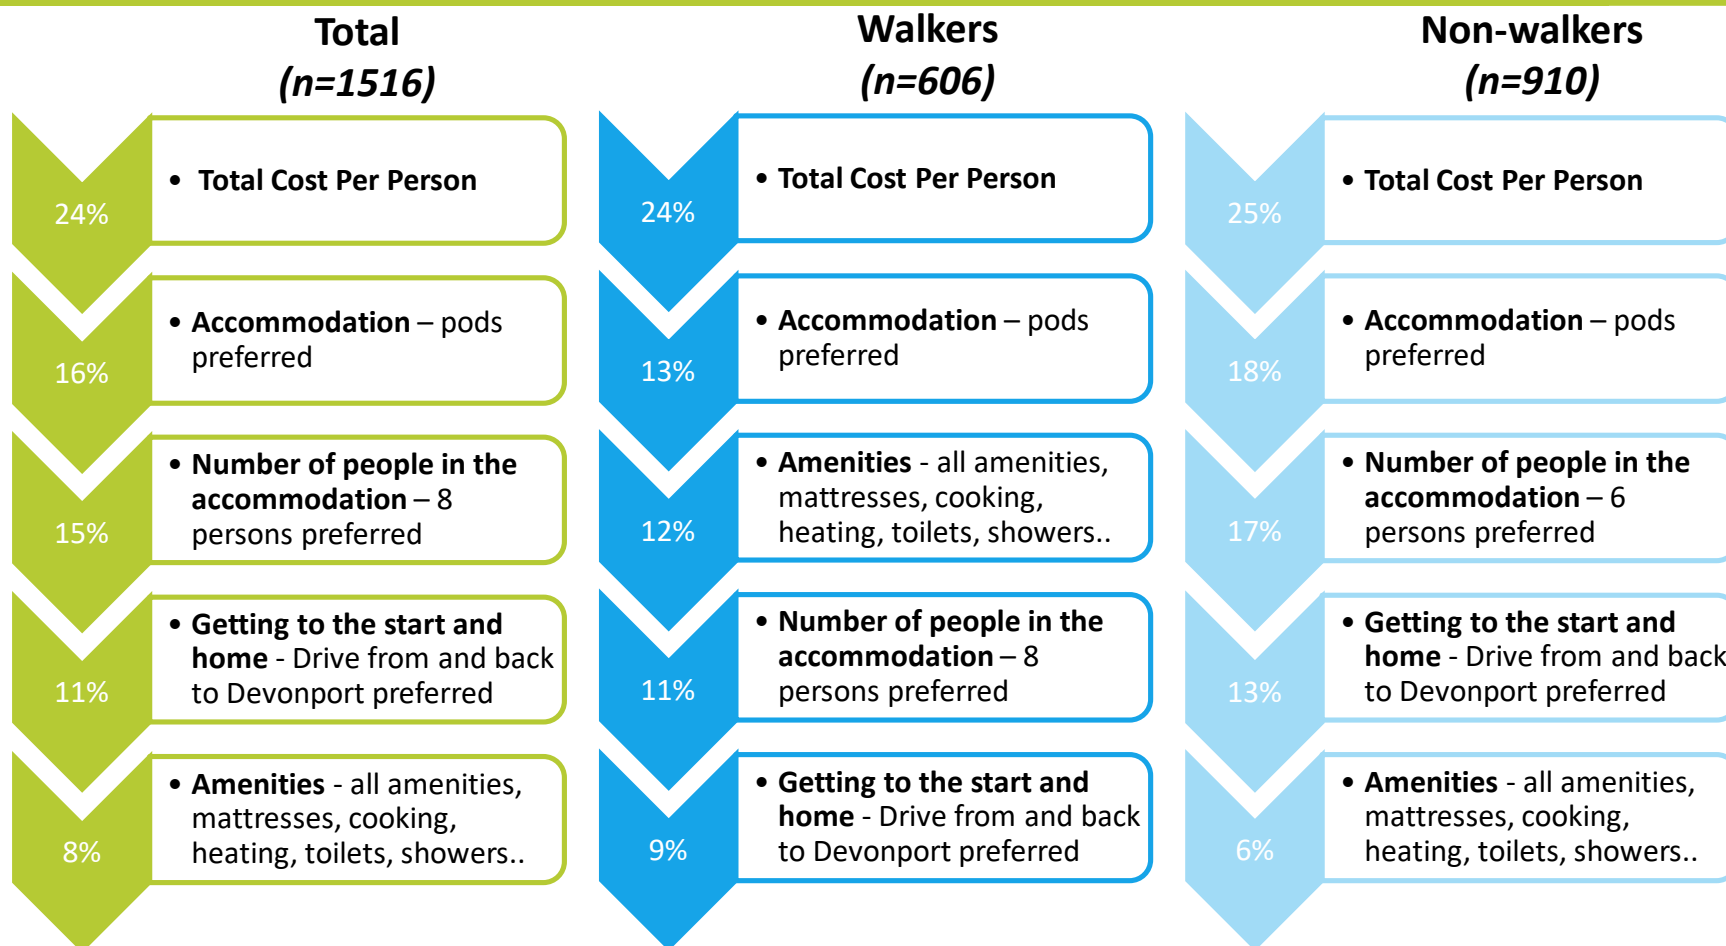 Total
(n=1516)
24%
• Total Cost Per Person
16%
• Accommodation – pods
preferred
15%
• Number of people in the
accommodation – 8
persons preferred
11%
• Getting to the start and
home - Drive from and back
to Devonport preferred
8%
• Amenities - all amenities,
mattresses, cooking,
heating, toilets, showers..
Walkers
(n=606)
24%
• Total Cost Per Person
13%
• Accommodation – pods
preferred
12%
• Amenities - all amenities,
mattresses, cooking,
heating, toilets, showers..
11%
• Number of people in the
accommodation – 8
persons preferred
9%
• Getting to the start and
home - Drive from and back
to Devonport preferred
Non-walkers
(n=910)
25%
• Total Cost Per Person
18%
• Accommodation – pods
preferred
17%
• Number of people in the
accommodation – 6
persons preferred
13%
• Getting to the start and
home - Drive from and back
to Devonport preferred
6%
• Amenities - all amenities,
mattresses, cooking,
heating, toilets, showers..